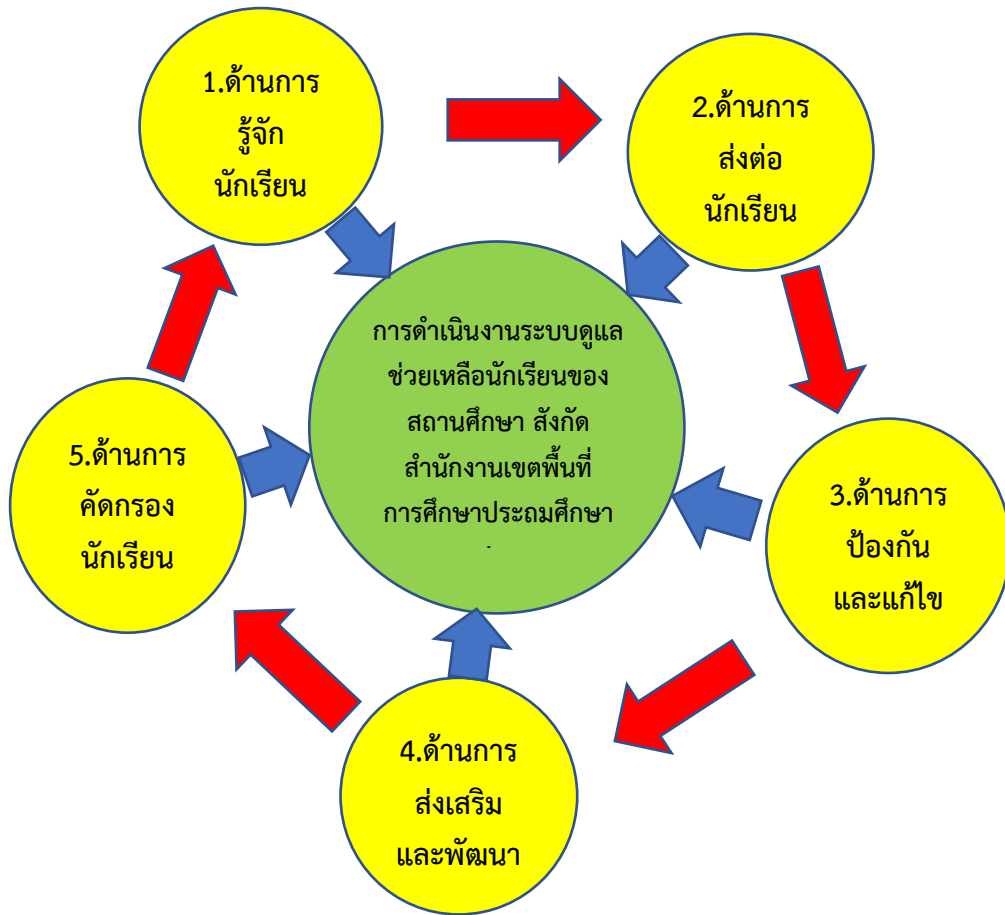 1.ด้านการ
รู้จัก
นักเรียน
2.ด้านการ
ส่งต่อ
นักเรียน
การดำเนินงานระบบดูแล
ช่วยเหลือนักเรียนของ
สถานศึกษา สังกัด
สำนักงานเขตพื้นที่
การศึกษาประถมศึกษา
3.ด้านการ
ป้องกัน
และแก้ไข
4.ด้านการ
ส่งเสริม
และพัฒนา
5.ด้านการ
คัดกรอง
นักเรียน